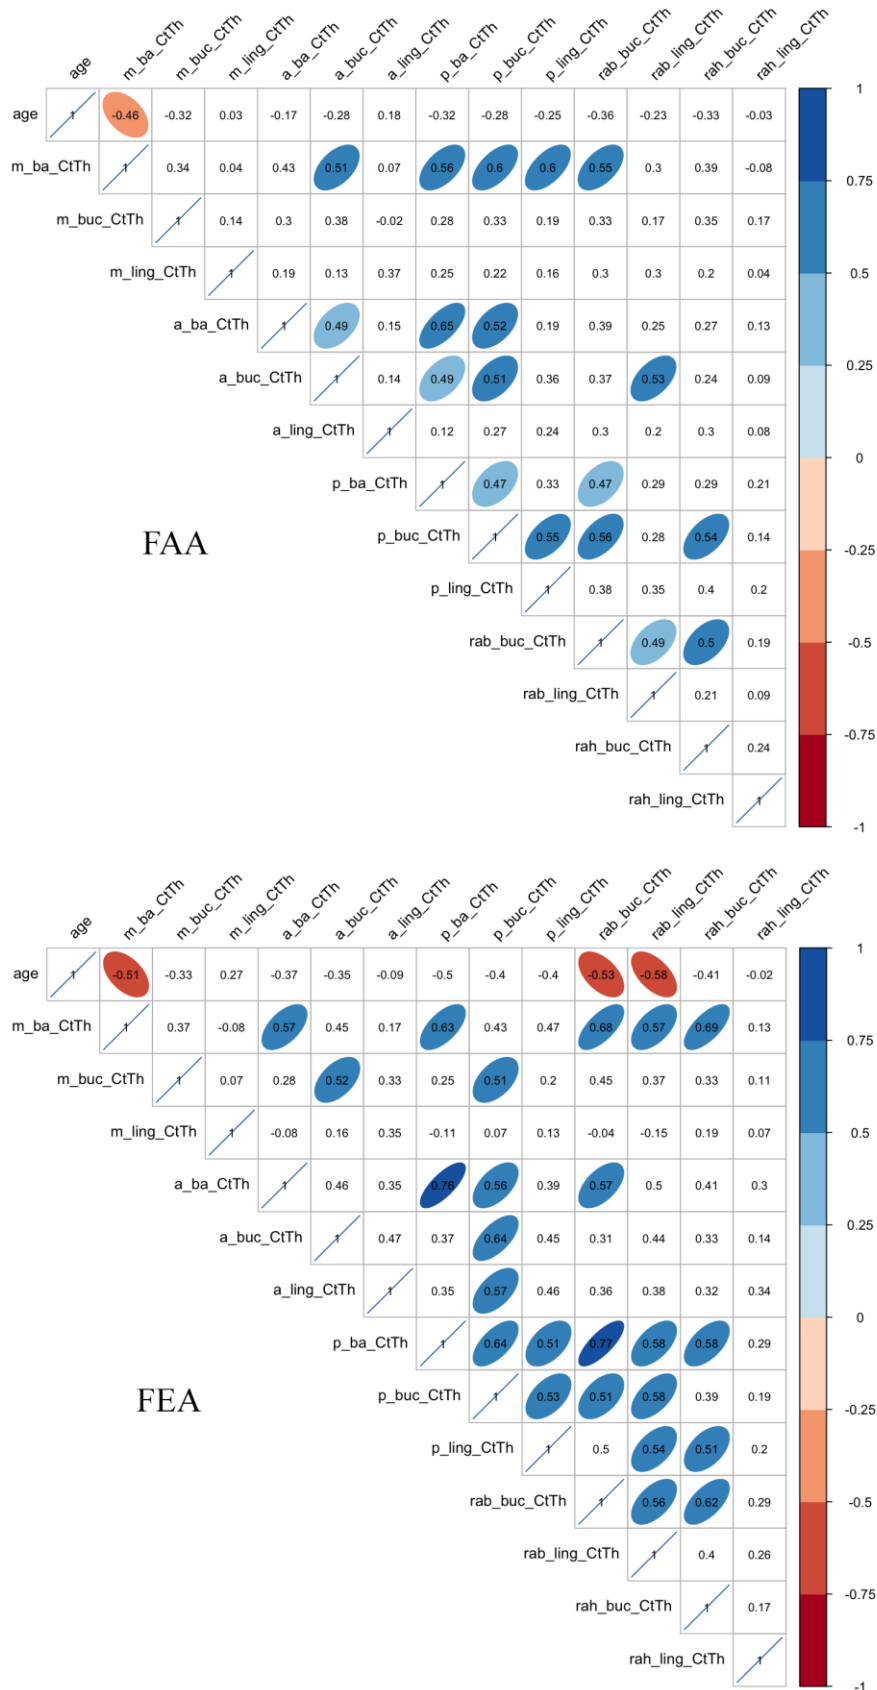 age m_ba_CtTh m_buc_CtTh m_ling_CtTh a_ba_CtTh a_buc_CtTh a_ling_CtTh p_ba_CtTh p_buc_CtTh p_ling_CtTh rab_buc_CtTh rab_ling_CtTh rah_buc_CtTh rah_ling_CtTh
age 1 -0.46 -0.32 0.03 -0.17 -0.28 0.18 -0.32 -0.28 -0.25 -0.36 -0.23 -0.33 -0.03
m_ba_CtTh 1 0.34 0.04 0.43 0.51 0.07 0.56 0.6 0.6 0.55 0.3 0.39 -0.08
m_buc_CtTh 1 0.14 0.3 0.38 -0.02 0.28 0.33 0.19 0.33 0.17 0.35 0.17
m_ling_CtTh 1 0.19 0.13 0.37 0.25 0.22 0.16 0.3 0.3 0.2 0.04
a_ba_CtTh 1 0.49 0.15 0.65 0.52 0.19 0.39 0.25 0.27 0.13
a_buc_CtTh 1 0.14 0.49 0.51 0.36 0.37 0.53 0.24 0.09
a_ling_CtTh 1 0.12 0.27 0.24 0.3 0.2 0.3 0.08
p_ba_CtTh 1 0.47 0.33 0.47 0.29 0.29 0.21
p_buc_CtTh 1 0.55 0.56 0.28 0.54 0.14
p_ling_CtTh 1 0.38 0.35 0.4 0.2
rab_buc_CtTh 1 0.49 0.5 0.19
rab_ling_CtTh 1 0.21 0.09
rah_buc_CtTh 1 0.24
rah_ling_CtTh 1
FAA
1
0.75
0.5
0.25
0
-0.25
-0.5
-0.75
-1
age m_ba_CtTh m_buc_CtTh m_ling_CtTh a_ba_CtTh a_buc_CtTh a_ling_CtTh p_ba_CtTh p_buc_CtTh p_ling_CtTh rab_buc_CtTh rab_ling_CtTh rah_buc_CtTh rah_ling_CtTh
age 1 -0.51 -0.33 0.27 -0.37 -0.35 -0.09 -0.5 -0.4 -0.4 -0.53 -0.58 -0.41 -0.02
m_ba_CtTh 1 0.37 -0.08 0.57 0.45 0.17 0.63 0.43 0.47 0.68 0.57 0.69 0.13
m_buc_CtTh 1 0.07 0.28 0.52 0.33 0.25 0.51 0.2 0.45 0.37 0.33 0.11
m_ling_CtTh 1 -0.08 0.16 0.35 -0.11 0.07 0.13 -0.04 -0.15 0.19 0.07
a_ba_CtTh 1 0.46 0.35 0.76 0.56 0.39 0.57 0.5 0.41 0.3
a_buc_CtTh 1 0.47 0.37 0.64 0.45 0.31 0.44 0.33 0.14
a_ling_CtTh 1 0.35 0.57 0.46 0.36 0.38 0.32 0.34
p_ba_CtTh 1 0.64 0.51 0.77 0.58 0.58 0.29
p_buc_CtTh 1 0.53 0.51 0.58 0.39 0.19
p_ling_CtTh 1 0.5 0.54 0.51 0.2
rab_buc_CtTh 1 0.56 0.62 0.29
rab_ling_CtTh 1 0.4 0.26
rah_buc_CtTh 1 0.17
rah_ling_CtTh 1
FEA
1
0.75
0.5
0.25
0
-0.25
-0.5
-0.75
-1